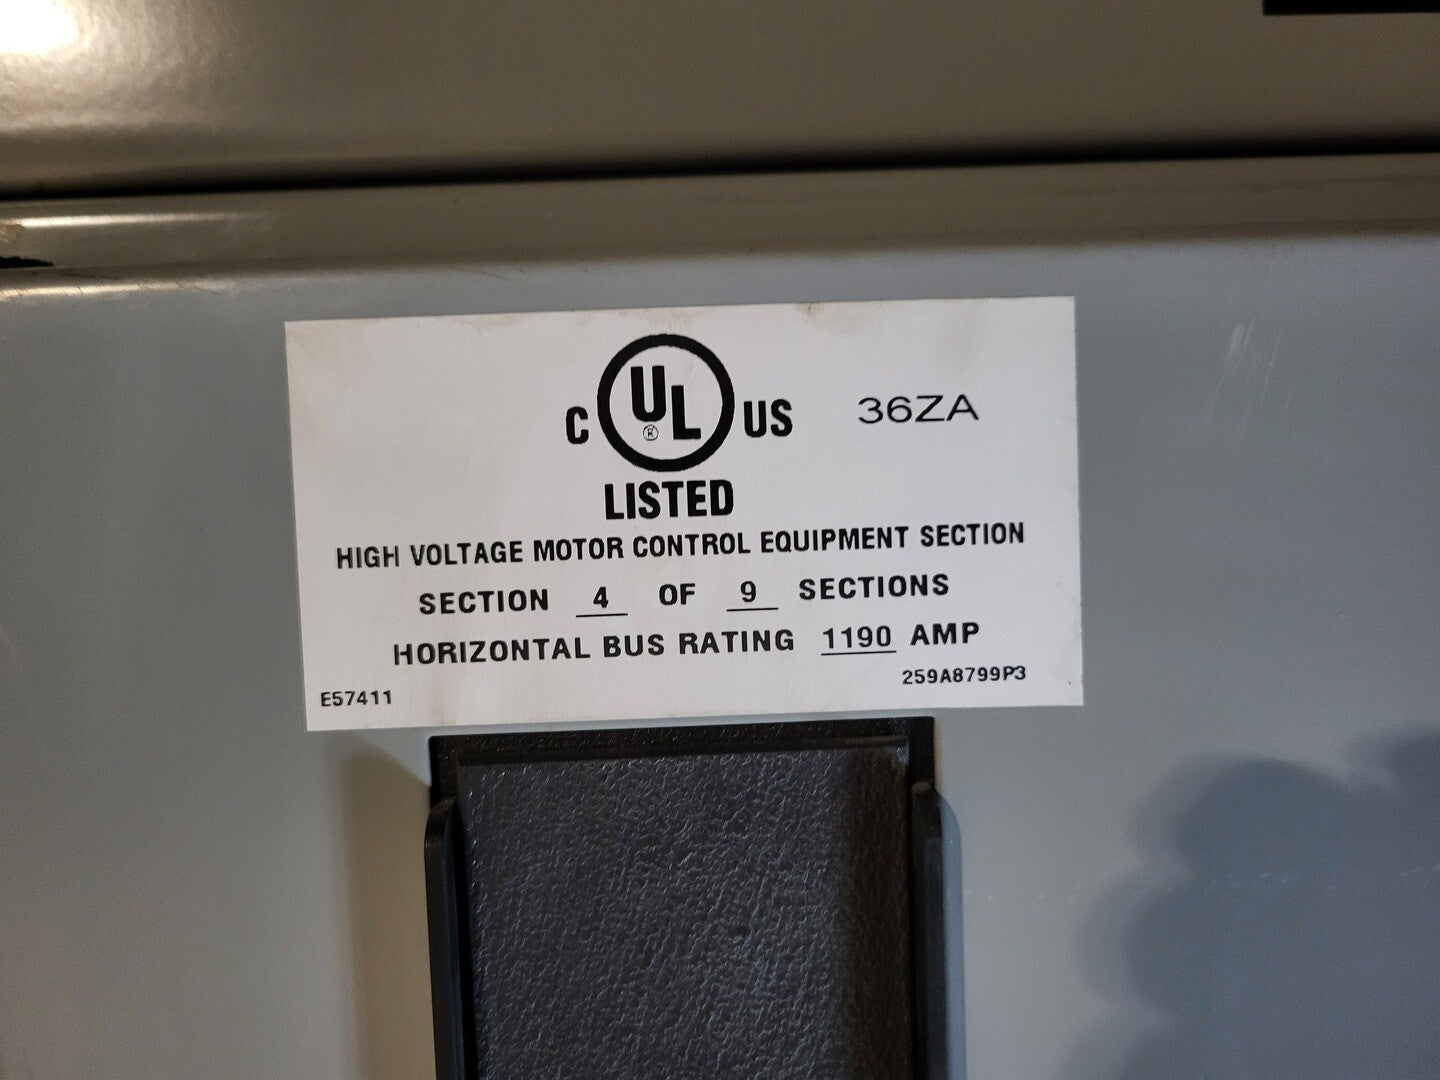 C UL ® US 36ZA
LISTED
HIGH VOLTAGE MOTOR CONTROL EQUIPMENT SECTION
SECTION 4 OF 9 SECTIONS
HORIZONTAL BUS RATING 1190 AMP
E57411 259A8799P3